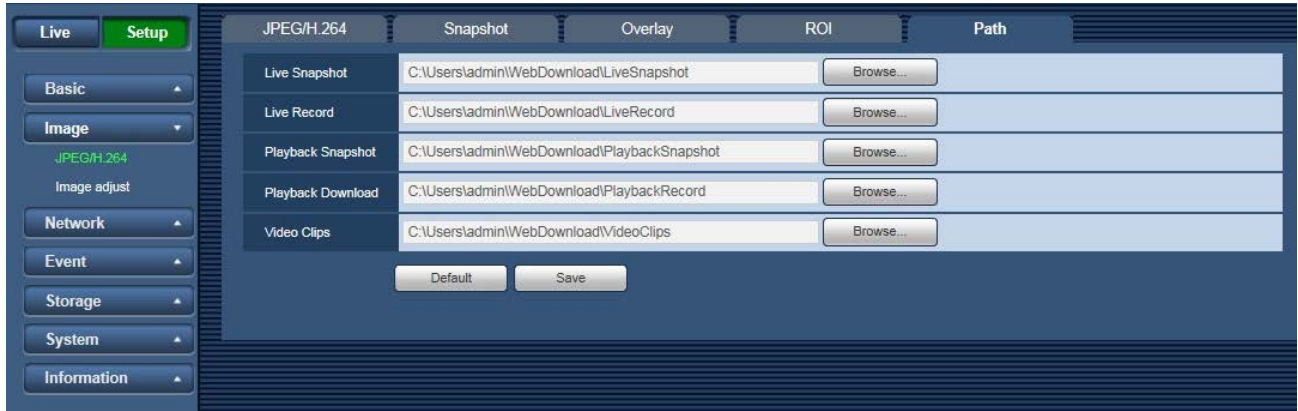 Live Setup
Basic
Image
JPEG/H.264
Image adjust
Network
Event
Storage
System
Information
JPEG/H.264 Snapshot Overlay ROI Path
Live Snapshot C:\Users\admin\WebDownload\LiveSnapshot Browse...
Live Record C:\Users\admin\WebDownload\LiveRecord Browse...
Playback Snapshot C:\Users\admin\WebDownload\PlaybackSnapshot Browse...
Playback Download C:\Users\admin\WebDownload\PlaybackRecord Browse...
Video Clips C:\Users\admin\WebDownload\VideoClips Browse...
Default Save